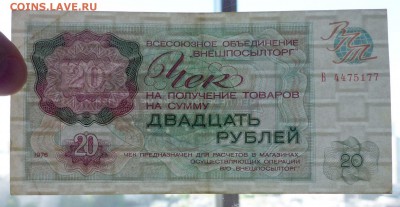 COINS.LAVE.RU
ВСЕСОЮЗНОЕ ОБЪЕДИНЕНИЕ
"ВНЕШПОСЫЛТОРГ"
20
Чек
В 4475177
НА ПОЛУЧЕНИЕ ТОВАРОВ
НА СУММУ
ДВАДЦАТЬ
РУБЛЕЙ
1976
20
ЧЕК ПРЕДНАЗНАЧЕН ДЛЯ РАСЧЕТОВ В МАГАЗИНАХ,
ОСУЩЕСТВЛЯЮЩИХ ОПЕРАЦИИ
В/О „ВНЕШПОСЫЛТОРГ"
20